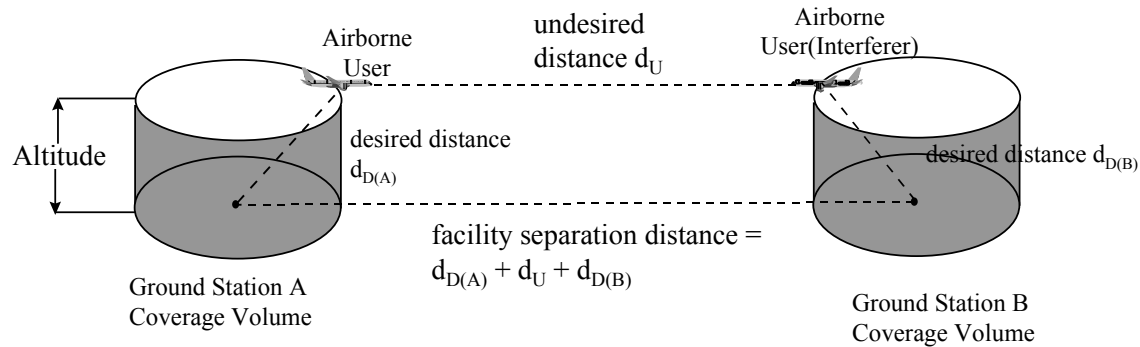 Airborne
User
undesired
distance d_U
Airborne
User(Interferer)
Altitude
desired distance
d_D(A)
desired distance d_D(B)
facility separation distance =
d_D(A) + d_U + d_D(B)
Ground Station A
Coverage Volume
Ground Station B
Coverage Volume